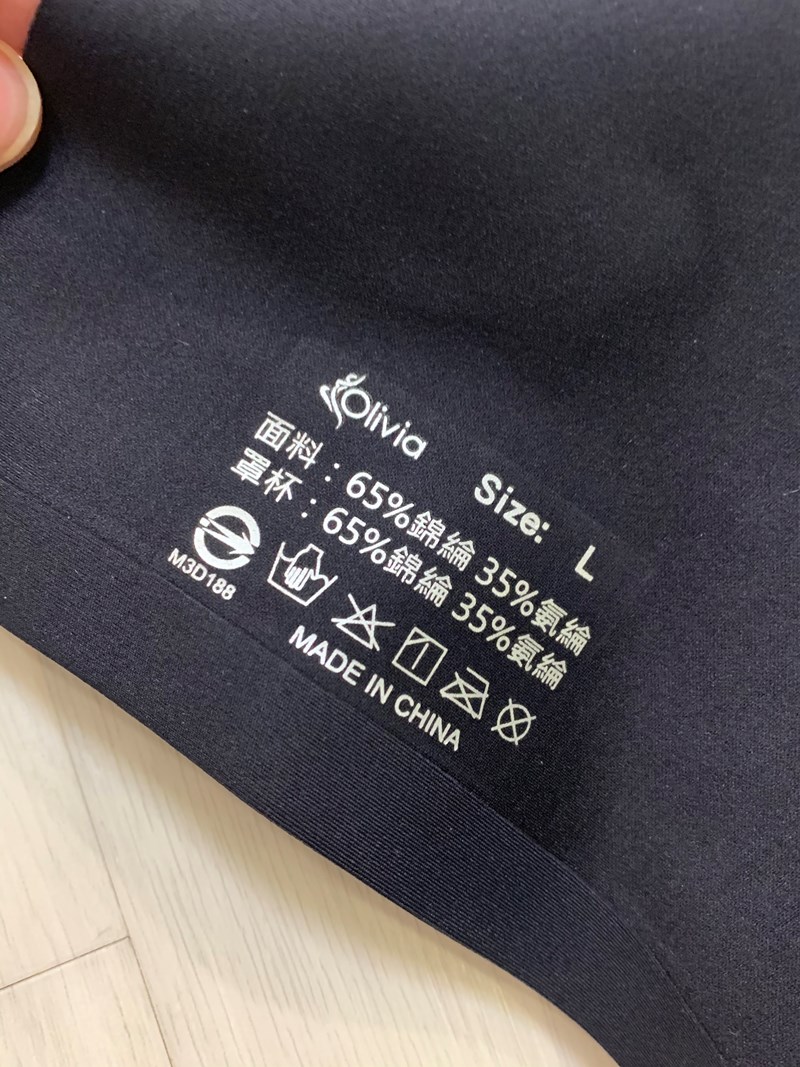 Olivia
Size: L
面料：65%錦綸 35%氨綸
罩杯：65%錦綸 35%氨綸
M3D188
MADE IN CHINA